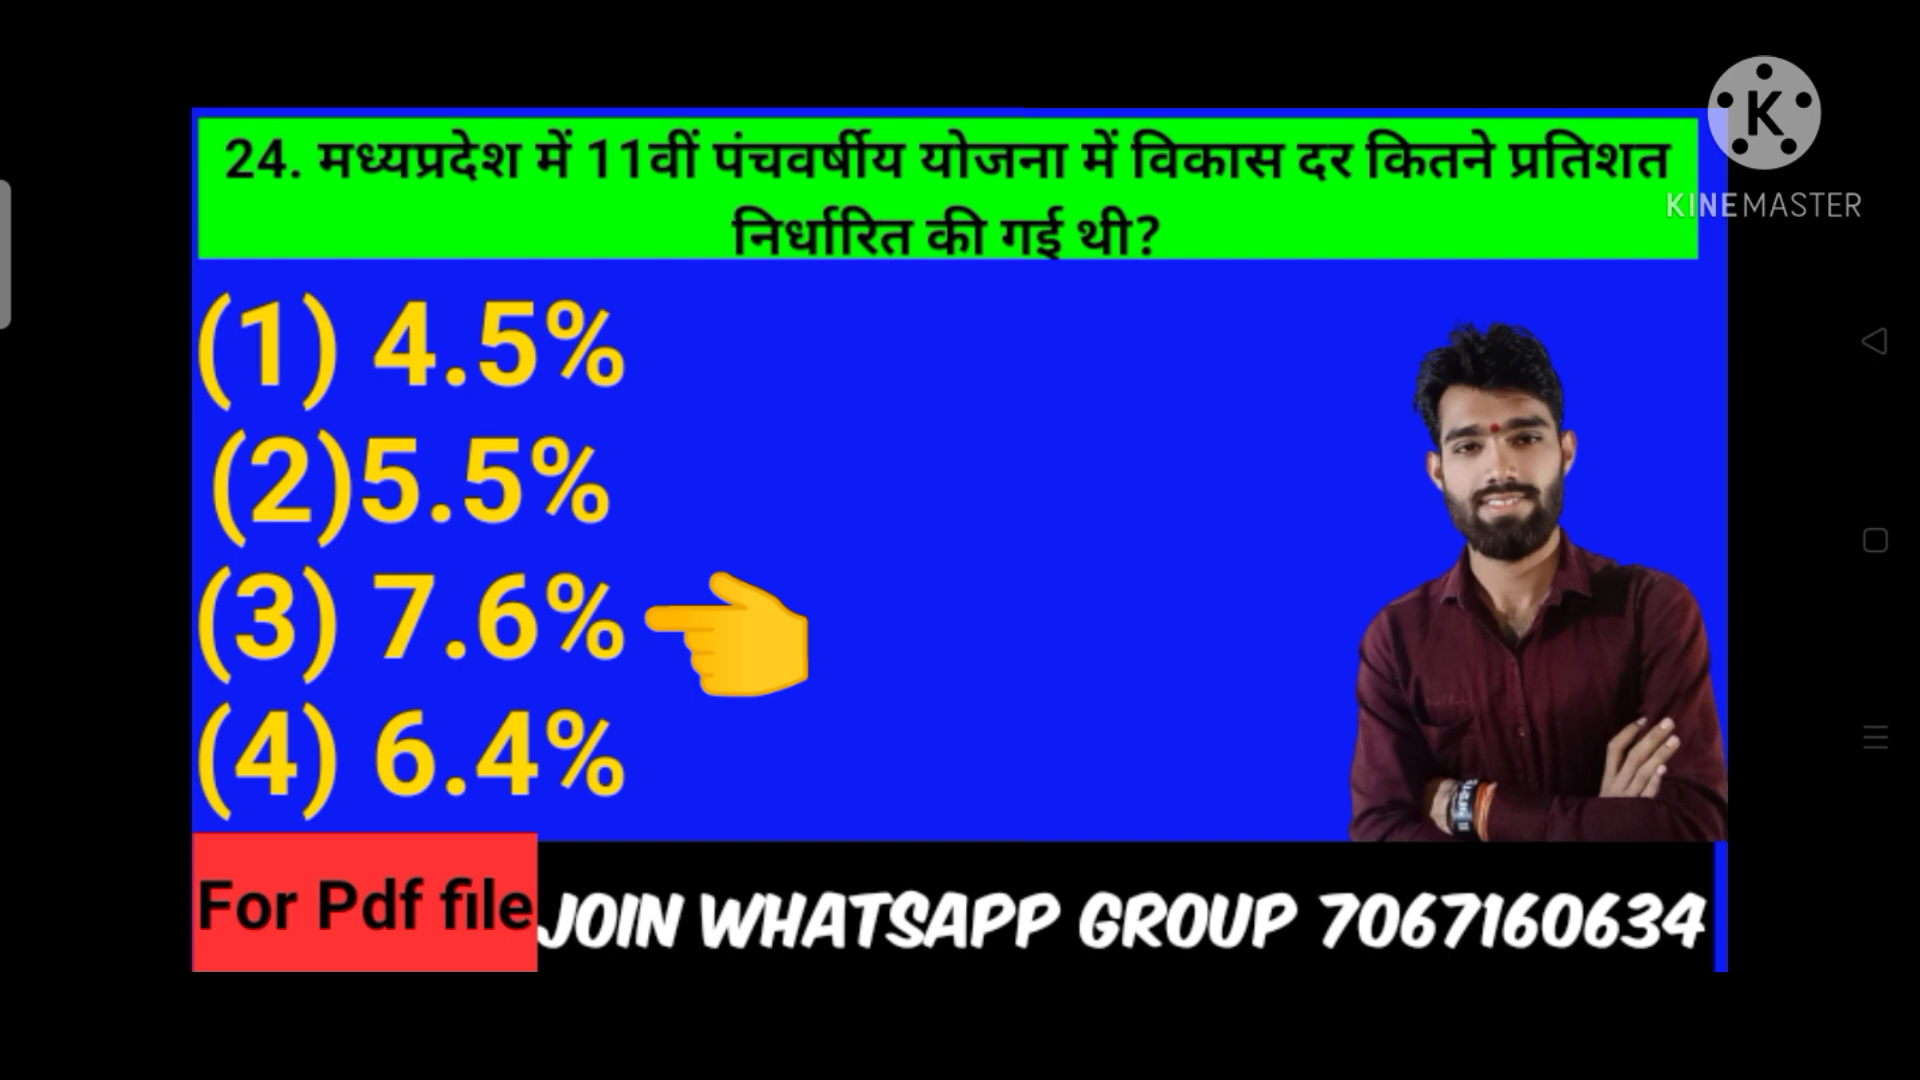 24. मध्यप्रदेश में 11वीं पंचवर्षीय योजना में विकास दर कितने प्रतिशत
निर्धारित की गई थी?
K
KINEMASTER
(1) 4.5%
(2)5.5%
(3) 7.6%
(4) 6.4%
For Pdf file
JOIN WHATSAPP GROUP 7067160634